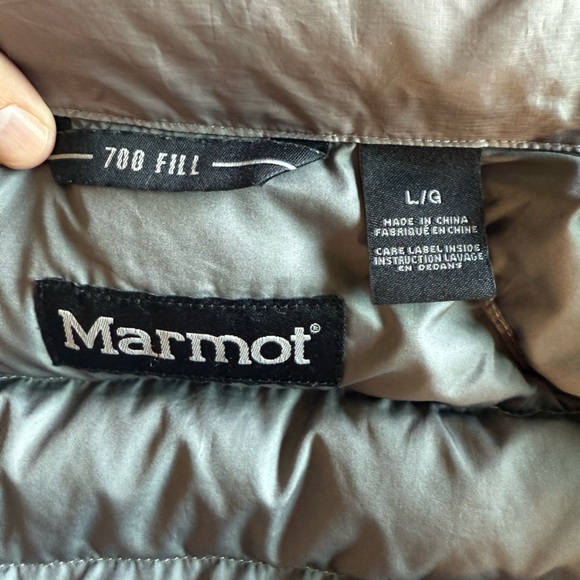 700 FILL
L/G
MADE IN CHINA
FABRIQUÉ EN CHINE
CARE LABEL INSIDE
INSTRUCTION LAVAGE
EN DEDANS
Marmot®